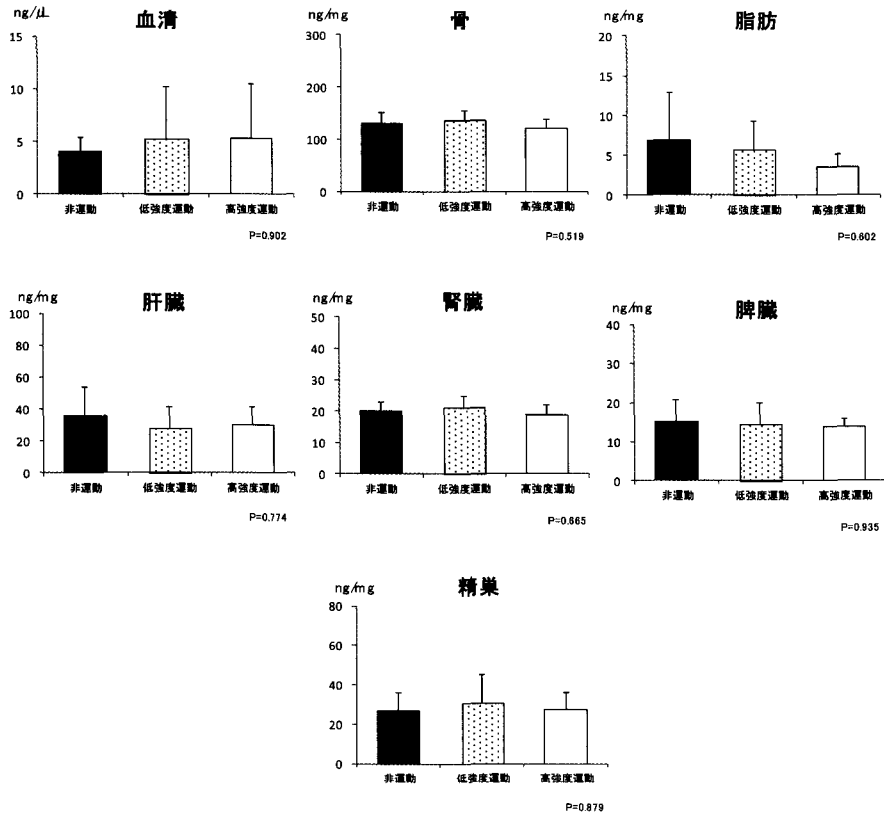 ng/μL
血清
15
10
5
0
非運動 低強度運動 高強度運動
P=0.902
ng/mg
骨
300
200
100
0
非運動 低強度運動 高強度運動
P=0.519
ng/mg
脂肪
20
15
10
5
0
非運動 低強度運動 高強度運動
P=0.602
ng/mg
肝臓
100
80
60
40
20
0
非運動 低強度運動 高強度運動
P=0.774
ng/mg
腎臓
50
40
30
20
10
0
非運動 低強度運動 高強度運動
P=0.665
ng/mg
脾臓
40
30
20
10
0
非運動 低強度運動 高強度運動
P=0.935
ng/mg
精巣
80
60
40
20
0
非運動 低強度運動 高強度運動
P=0.879